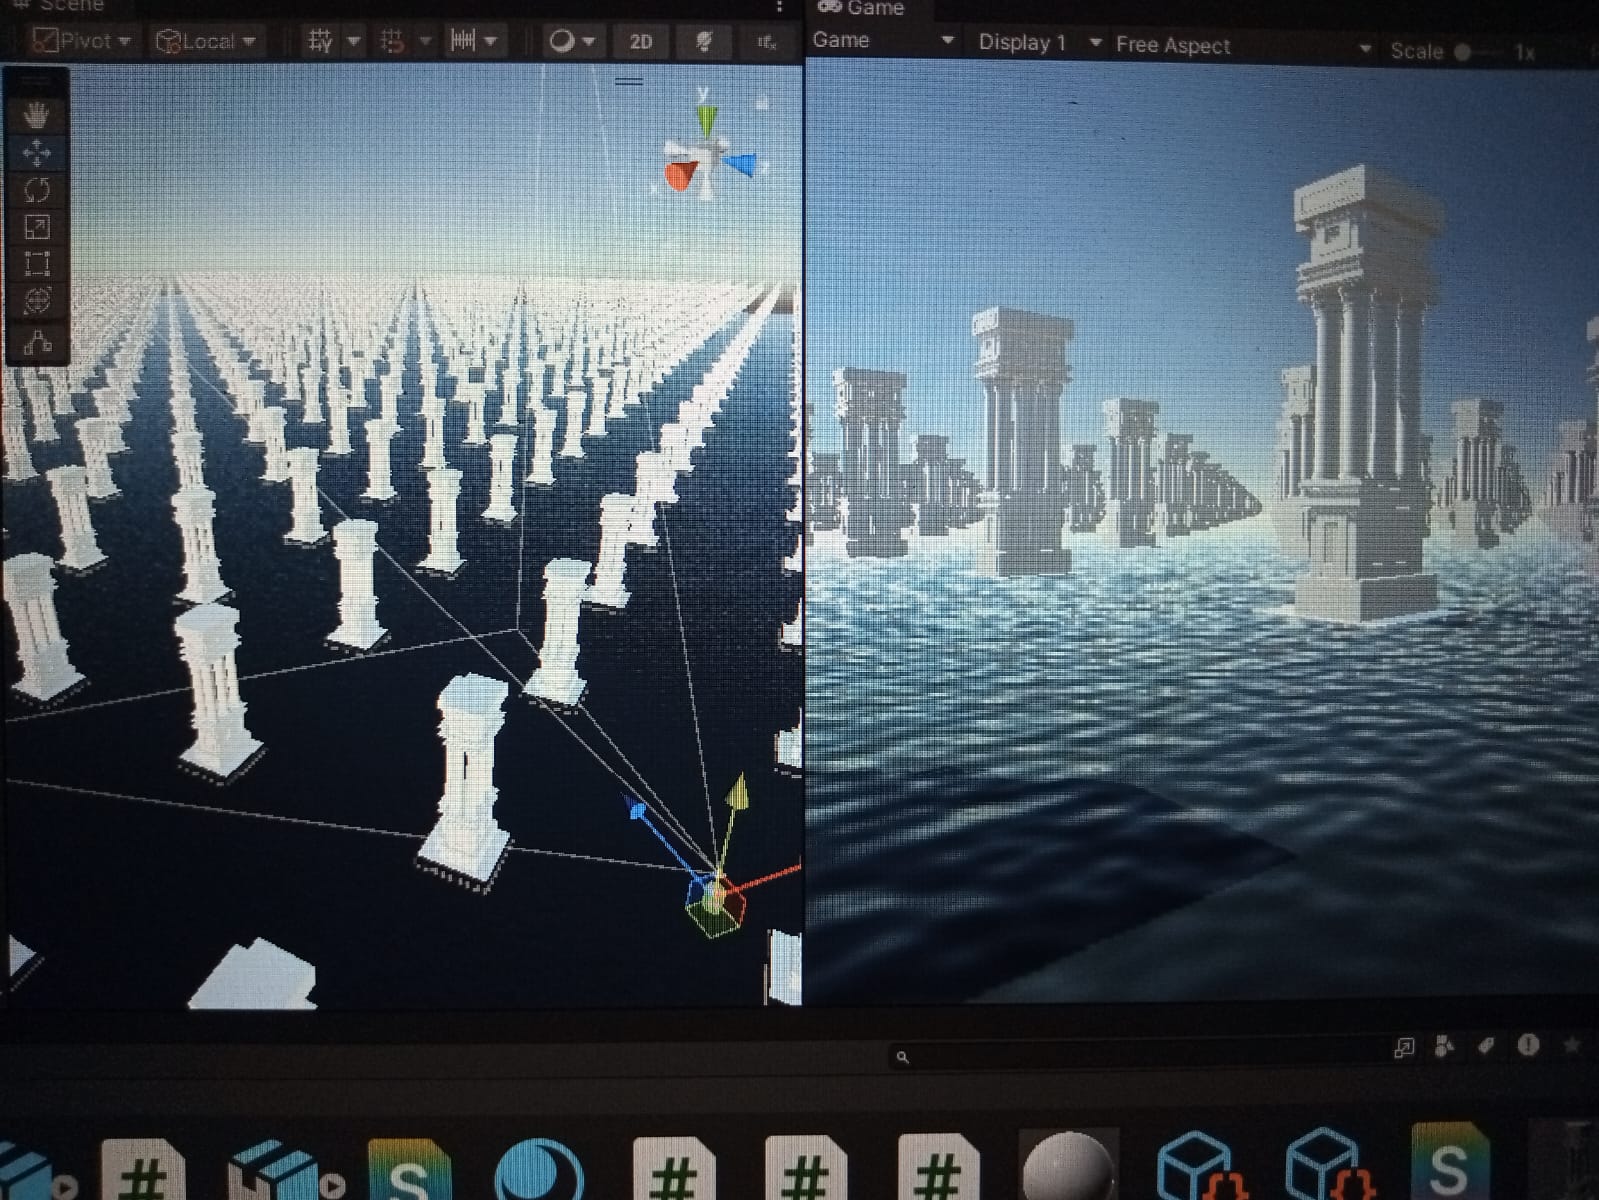 Scene
Game
Pivot Local 2D
Game Display 1 Free Aspect Scale 1x
y
x
# S # # # {} {} S